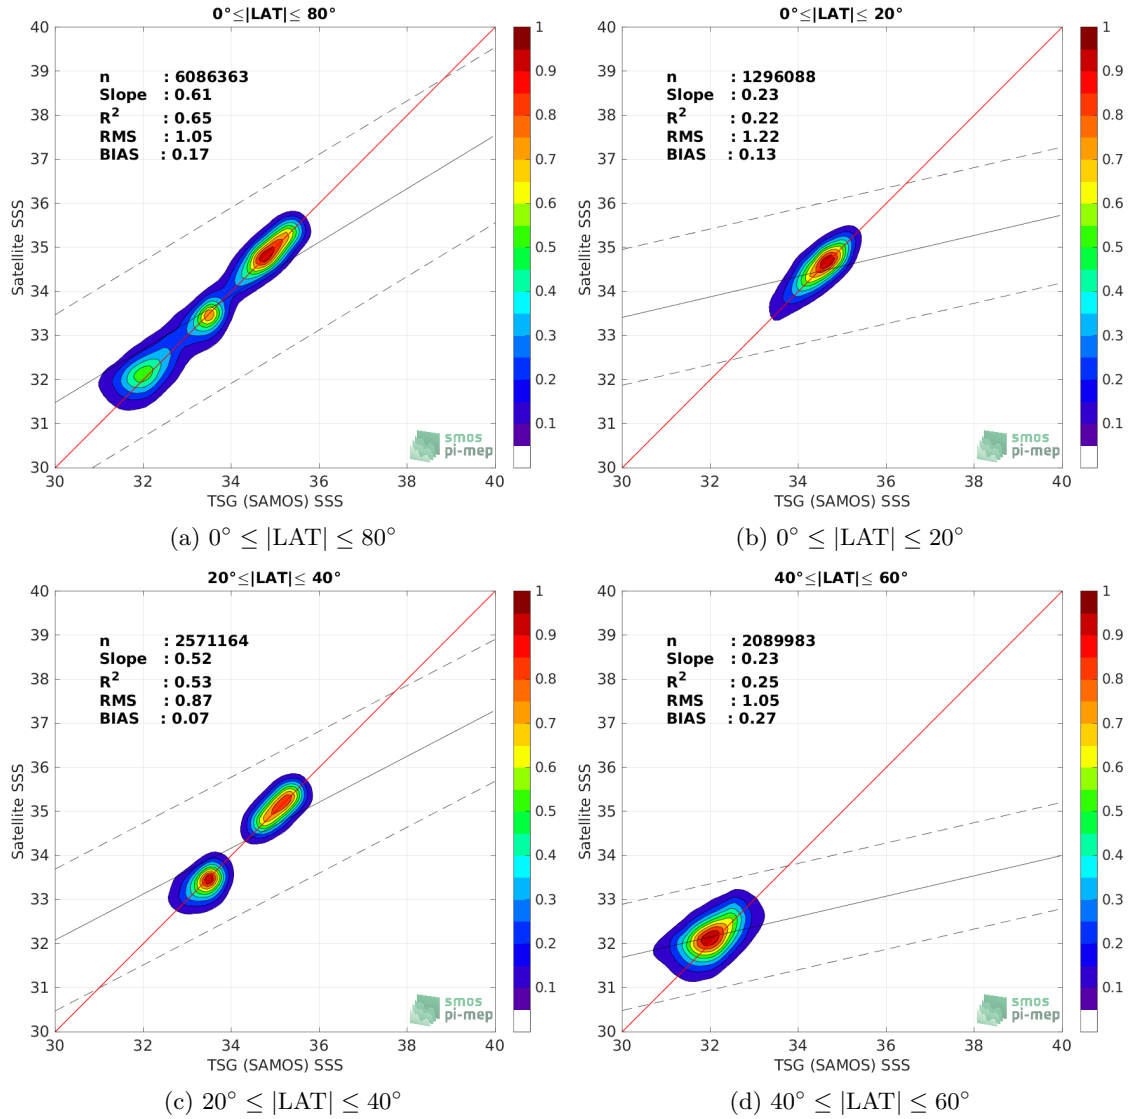 0°≤|LAT|≤ 80°
n : 6086363
Slope : 0.61
R² : 0.65
RMS : 1.05
BIAS : 0.17
Satellite SSS
40
39
38
37
36
35
34
33
32
31
30
30 32 34 36 38 40
TSG (SAMOS) SSS
1
0.9
0.8
0.7
0.6
0.5
0.4
0.3
0.2
0.1
smos
pi-mep
(a) 0° ≤ |LAT| ≤ 80°
0°≤|LAT|≤ 20°
n : 1296088
Slope : 0.23
R² : 0.22
RMS : 1.22
BIAS : 0.13
Satellite SSS
40
39
38
37
36
35
34
33
32
31
30
30 32 34 36 38 40
TSG (SAMOS) SSS
1
0.9
0.8
0.7
0.6
0.5
0.4
0.3
0.2
0.1
smos
pi-mep
(b) 0° ≤ |LAT| ≤ 20°
20°≤|LAT|≤ 40°
n : 2571164
Slope : 0.52
R² : 0.53
RMS : 0.87
BIAS : 0.07
Satellite SSS
40
39
38
37
36
35
34
33
32
31
30
30 32 34 36 38 40
TSG (SAMOS) SSS
1
0.9
0.8
0.7
0.6
0.5
0.4
0.3
0.2
0.1
smos
pi-mep
(c) 20° ≤ |LAT| ≤ 40°
40°≤|LAT|≤ 60°
n : 2089983
Slope : 0.23
R² : 0.25
RMS : 1.05
BIAS : 0.27
Satellite SSS
40
39
38
37
36
35
34
33
32
31
30
30 32 34 36 38 40
TSG (SAMOS) SSS
1
0.9
0.8
0.7
0.6
0.5
0.4
0.3
0.2
0.1
smos
pi-mep
(d) 40° ≤ |LAT| ≤ 60°